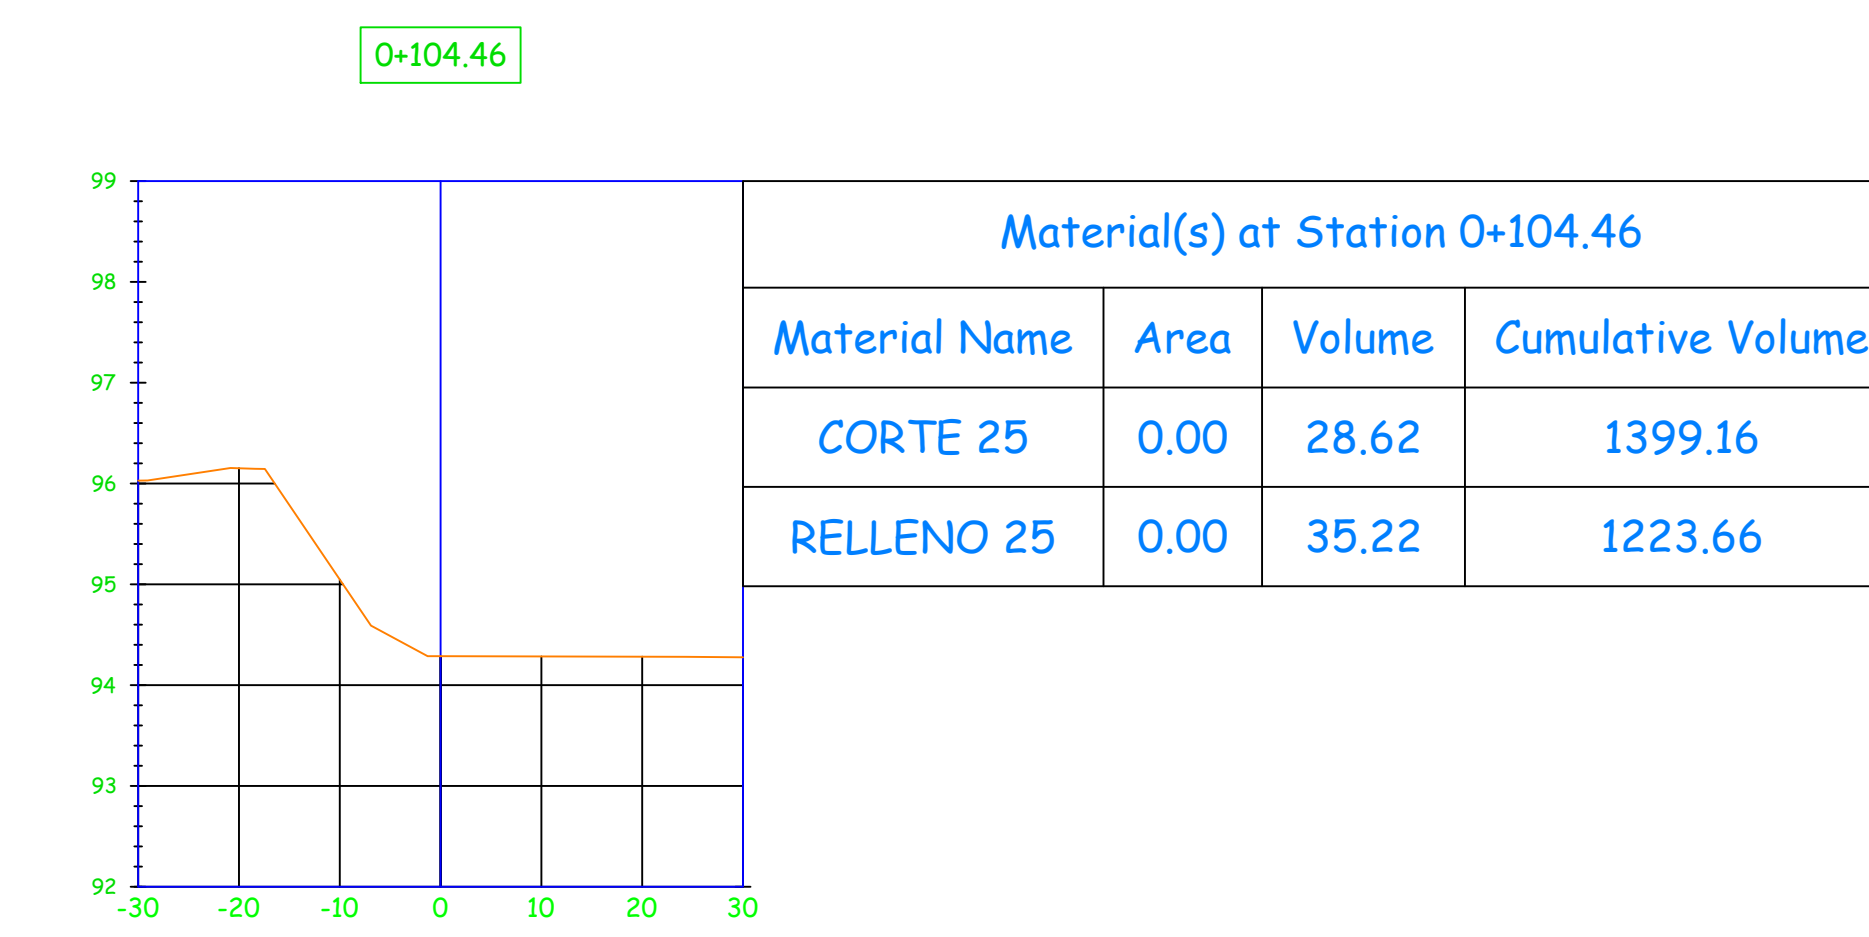 0+104.46
99
98
97
96
95
94
93
92
-30 -20 -10 0 10 20 30
Material(s) at Station 0+104.46
Material Name Area Volume Cumulative Volume
CORTE 25 0.00 28.62 1399.16
RELLENO 25 0.00 35.22 1223.66